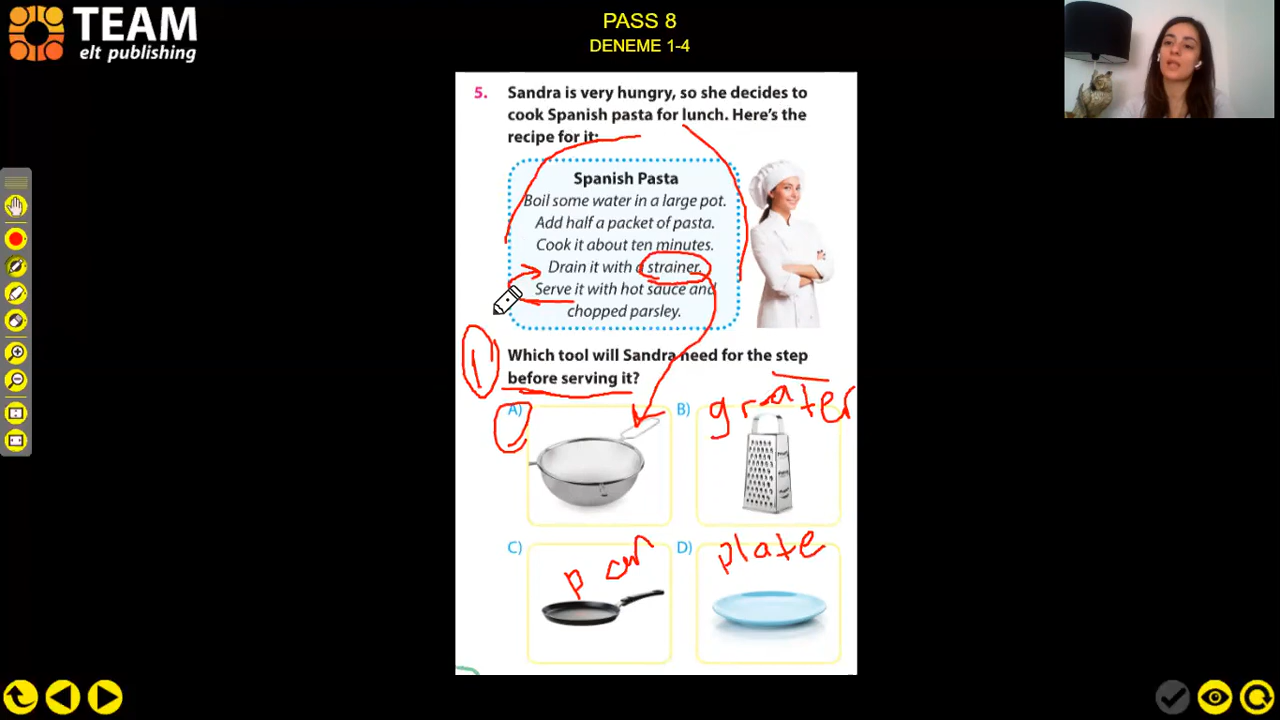 TEAM
elt publishing
PASS 8
DENEME 1-4
5. Sandra is very hungry, so she decides to
cook Spanish pasta for lunch. Here's the
recipe for it:
Spanish Pasta
Boil some water in a large pot.
Add half a packet of pasta.
Cook it about ten minutes.
Drain it with a strainer.
Serve it with hot sauce and
chopped parsley.
1
Which tool will Sandra need for the step
before serving it?
A)
B) grater
C) pan
D) plate